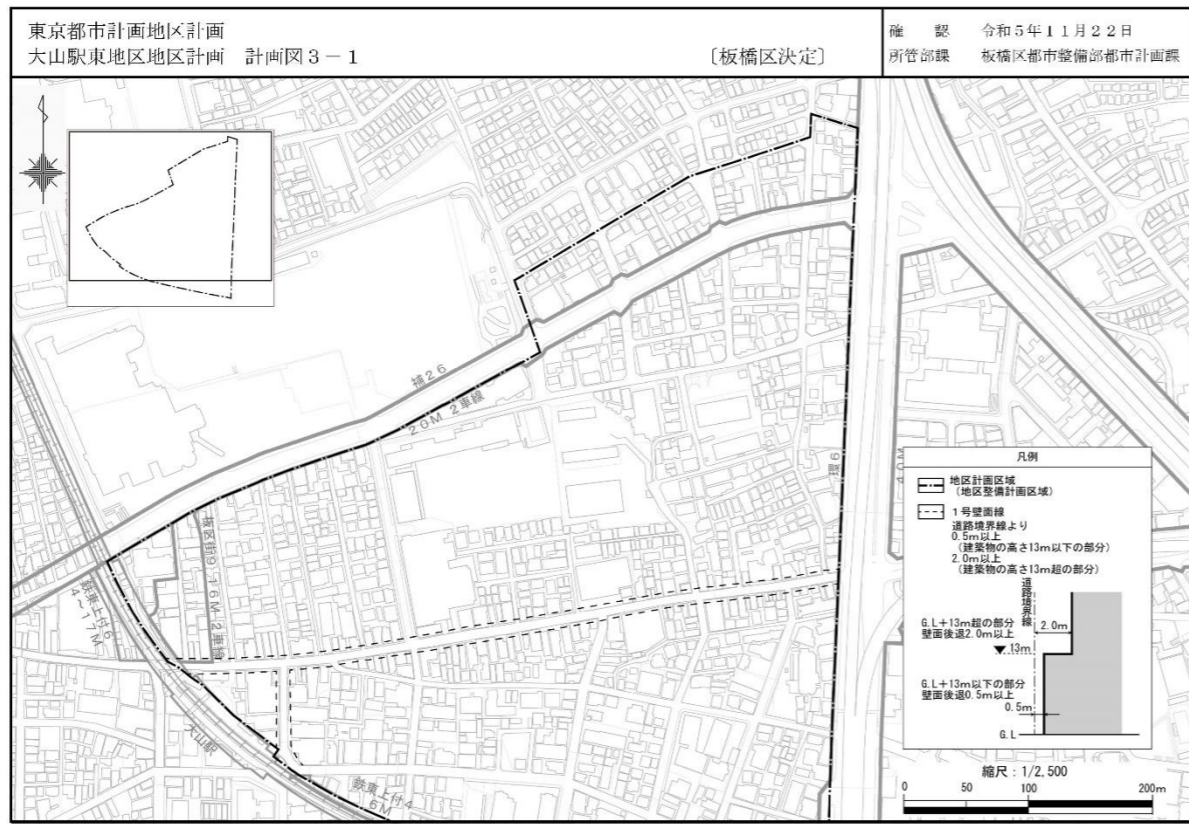 東京都市計画地区計画
大山駅東地区地区計画　計画図３－１
〔板橋区決定〕
確　認　令和５年１１月２２日
所管部課　板橋区都市整備部都市計画課
補２６
２０Ｍ ２車線
環６
４０Ｍ
板区街９　１６Ｍ ２車線
鉄東上付６
４～１７Ｍ
大山駅
鉄東上付４
６Ｍ
凡例
地区計画区域
（地区整備計画区域）
１号壁面線
道路境界線より
0.5m以上
（建築物の高さ13m以下の部分）
2.0m以上
（建築物の高さ13m超の部分）
道路境界線
G.L＋13m超の部分
壁面後退2.0m以上
2.0m
▼13m
G.L＋13m以下の部分
壁面後退0.5m以上
0.5m
G.L
縮尺：1/2,500
0 50 100 200m